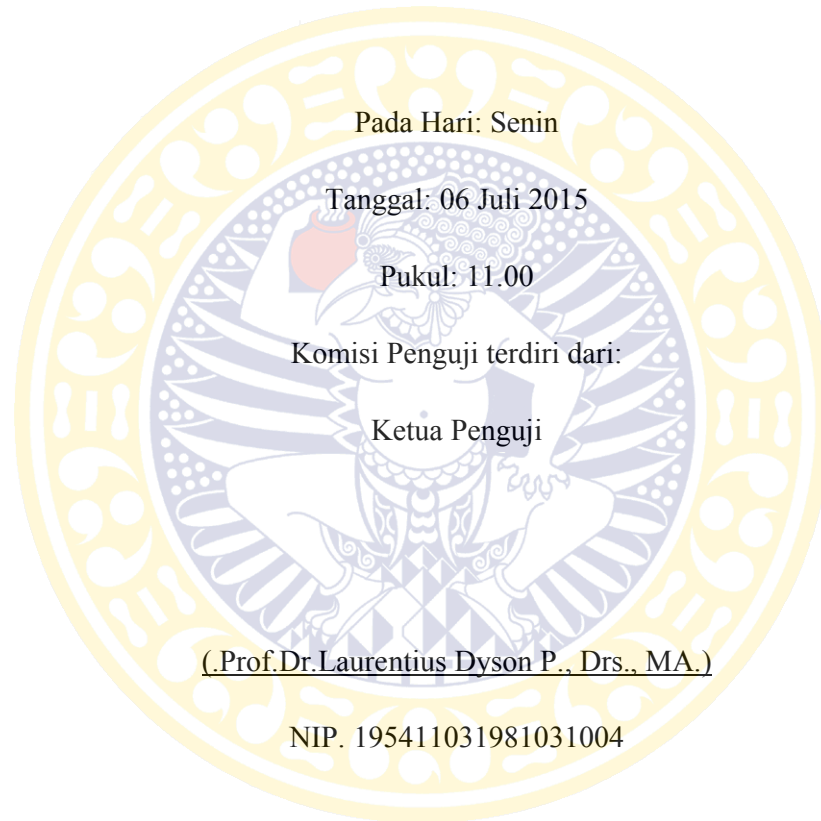 Pada Hari: Senin
Tanggal: 06 Juli 2015
Pukul: 11.00
Komisi Penguji terdiri dari:
Ketua Penguji
(.Prof.Dr.Laurentius Dyson P., Drs., MA.)
NIP. 195411031981031004